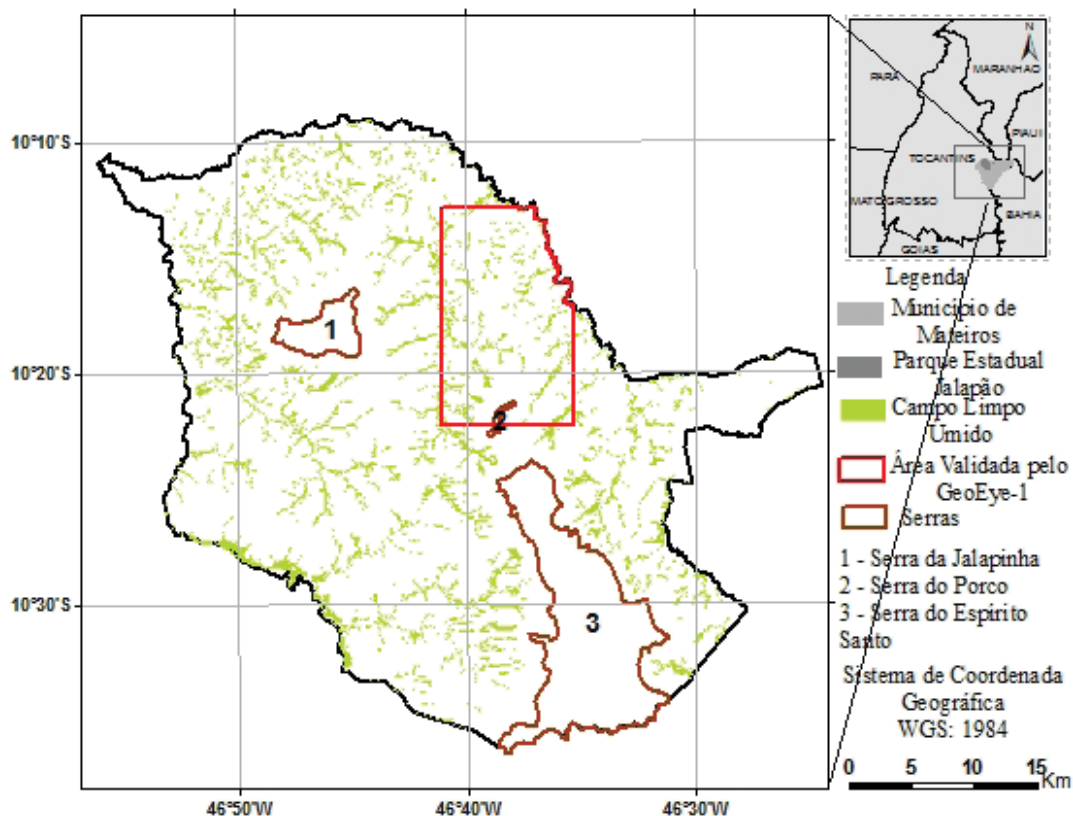 N
PARÁ
MARANHÃO
PIAUI
TOCANTINS
MATO GROSSO
BAHIA
GOIAS
10°10'S
10°20'S
10°30'S
46°50'W
46°40'W
46°30'W
1
2
3
Legenda
Município de
Mateiros
Parque Estadual
Jalapão
Campo Limpo
Úmido
Área Validada pelo
GeoEye-1
Serras
1 - Serra da Jalapinha
2 - Serra do Porco
3 - Serra do Espírito
Santo
Sistema de Coordenada
Geográfica
WGS: 1984
0 5 10 15 Km